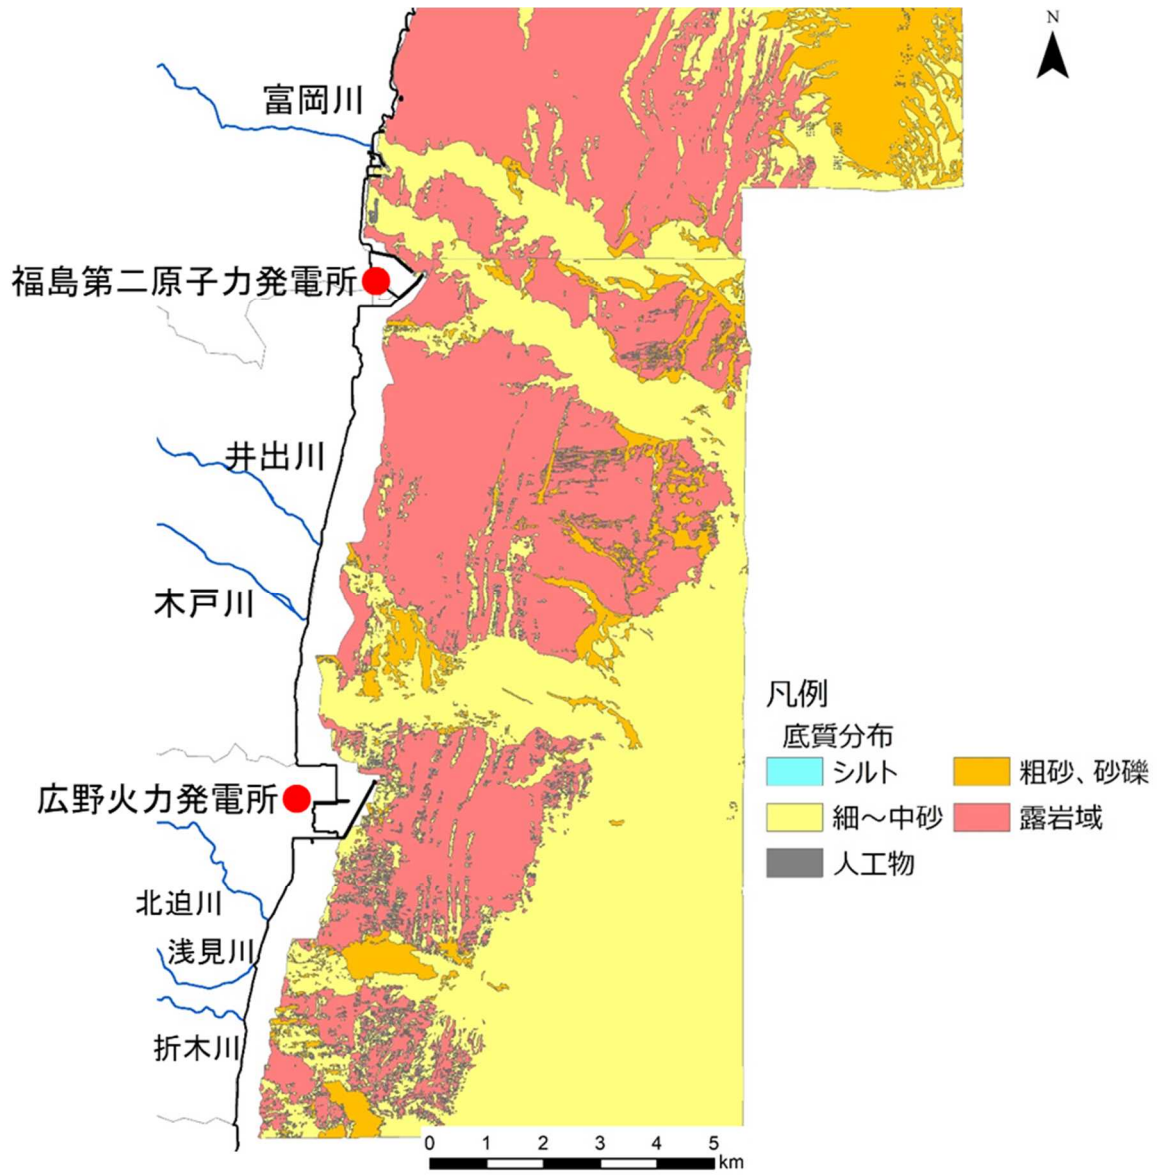 N
富岡川
福島第二原子力発電所
井出川
木戸川
凡例
底質分布
シルト
粗砂、砂礫
広野火力発電所
細～中砂
露岩域
人工物
北迫川
浅見川
折木川
0 1 2 3 4 5
km